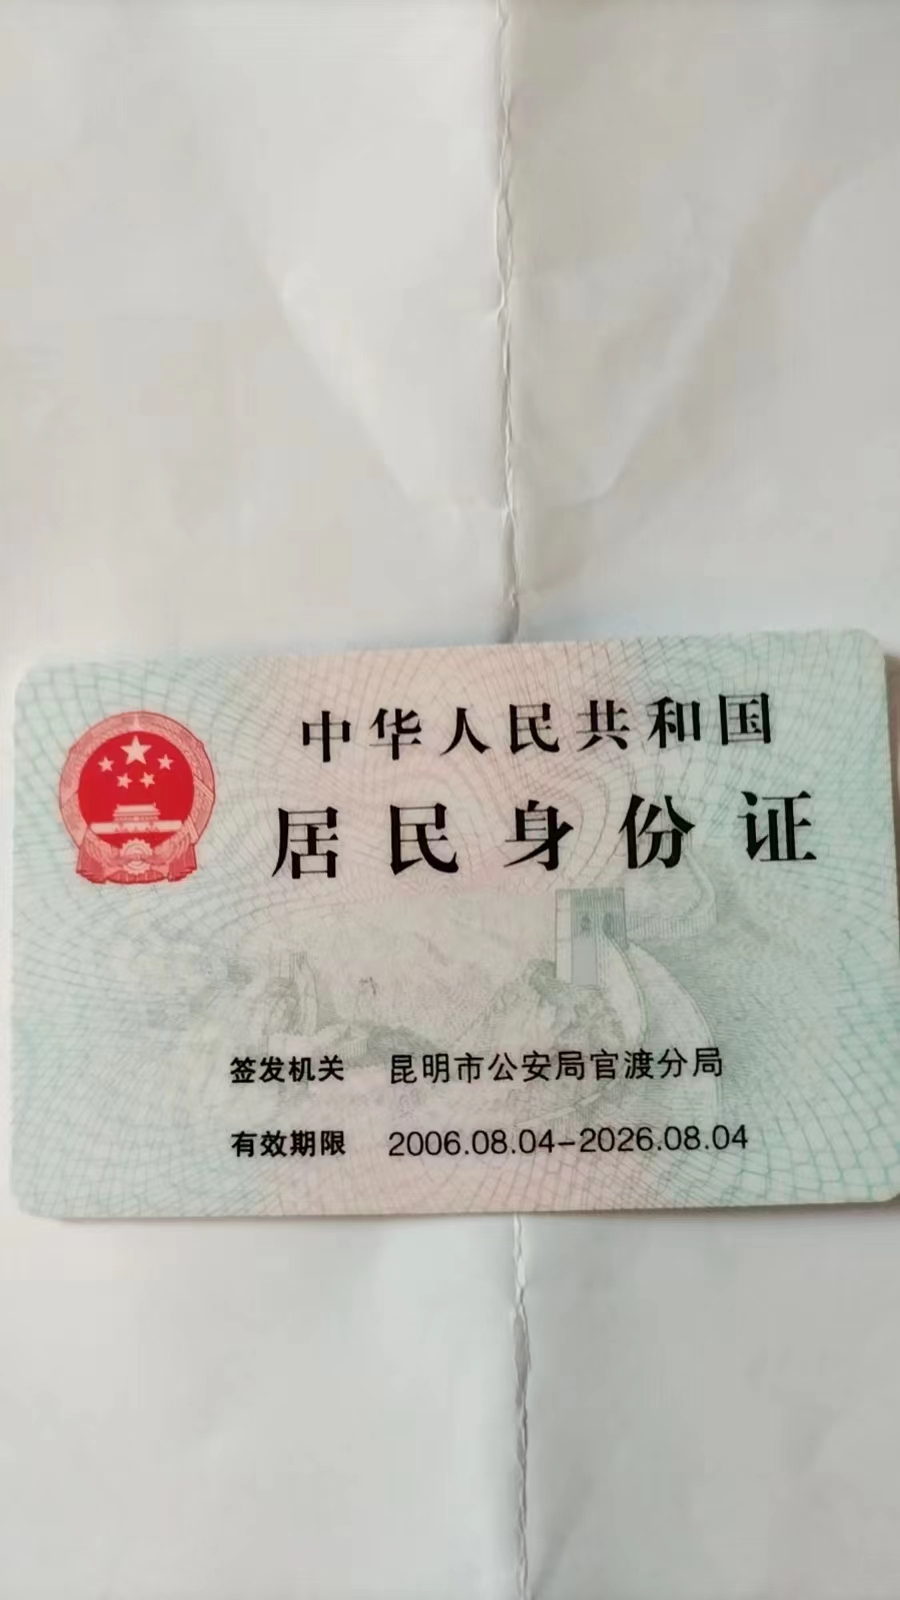 中华人民共和国
居民身份证
签发机关 昆明市公安局官渡分局
有效期限 2006.08.04-2026.08.04